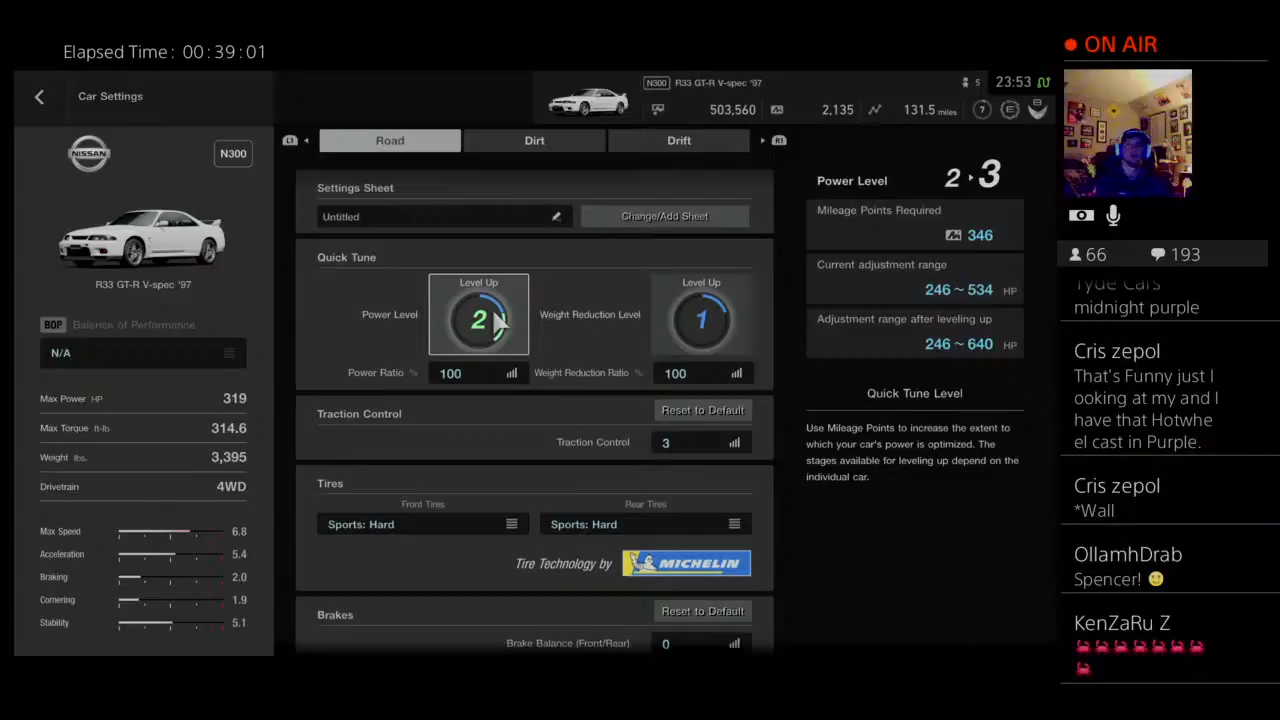 Elapsed Time: 00:39:01
ON AIR
Car Settings
N300 R33 GT-R V-spec '97
503,560
2,135
131.5 miles
7
E
B
5
23:53
NISSAN
N300
R33 GT-R V-spec '97
BOP Balance of Performance
N/A
Max Power HP 319
Max Torque ft-lb 314.6
Weight lbs. 3,395
Drivetrain 4WD
Max Speed 6.8
Acceleration 5.4
Braking 2.0
Cornering 1.9
Stability 5.1
L1 Road Dirt Drift R1
Settings Sheet
Untitled Change/Add Sheet
Quick Tune
Power Level Level Up 2 Weight Reduction Level Level Up 1
Power Ratio % 100 Weight Reduction Ratio % 100
Traction Control Reset to Default
Traction Control 3
Tires
Front Tires Rear Tires
Sports: Hard Sports: Hard
Tire Technology by MICHELIN
Brakes Reset to Default
Brake Balance (Front/Rear) 0
Power Level 2 3
Mileage Points Required
346
Current adjustment range
246 ~ 534 HP
Adjustment range after leveling up
246 ~ 640 HP
Quick Tune Level
Use Mileage Points to increase the extent to
which your car's power is optimized. The
stages available for leveling up depend on the
individual car.
66 193
Tyde Cars
midnight purple
Cris zepol
That's Funny just l
ooking at my and I
have that Hotwhe
el cast in Purple.
Cris zepol
*Wall
OllamhDrab
Spencer! 🙂
KenZaRu Z
🦀🦀🦀🦀🦀🦀🦀
🦀